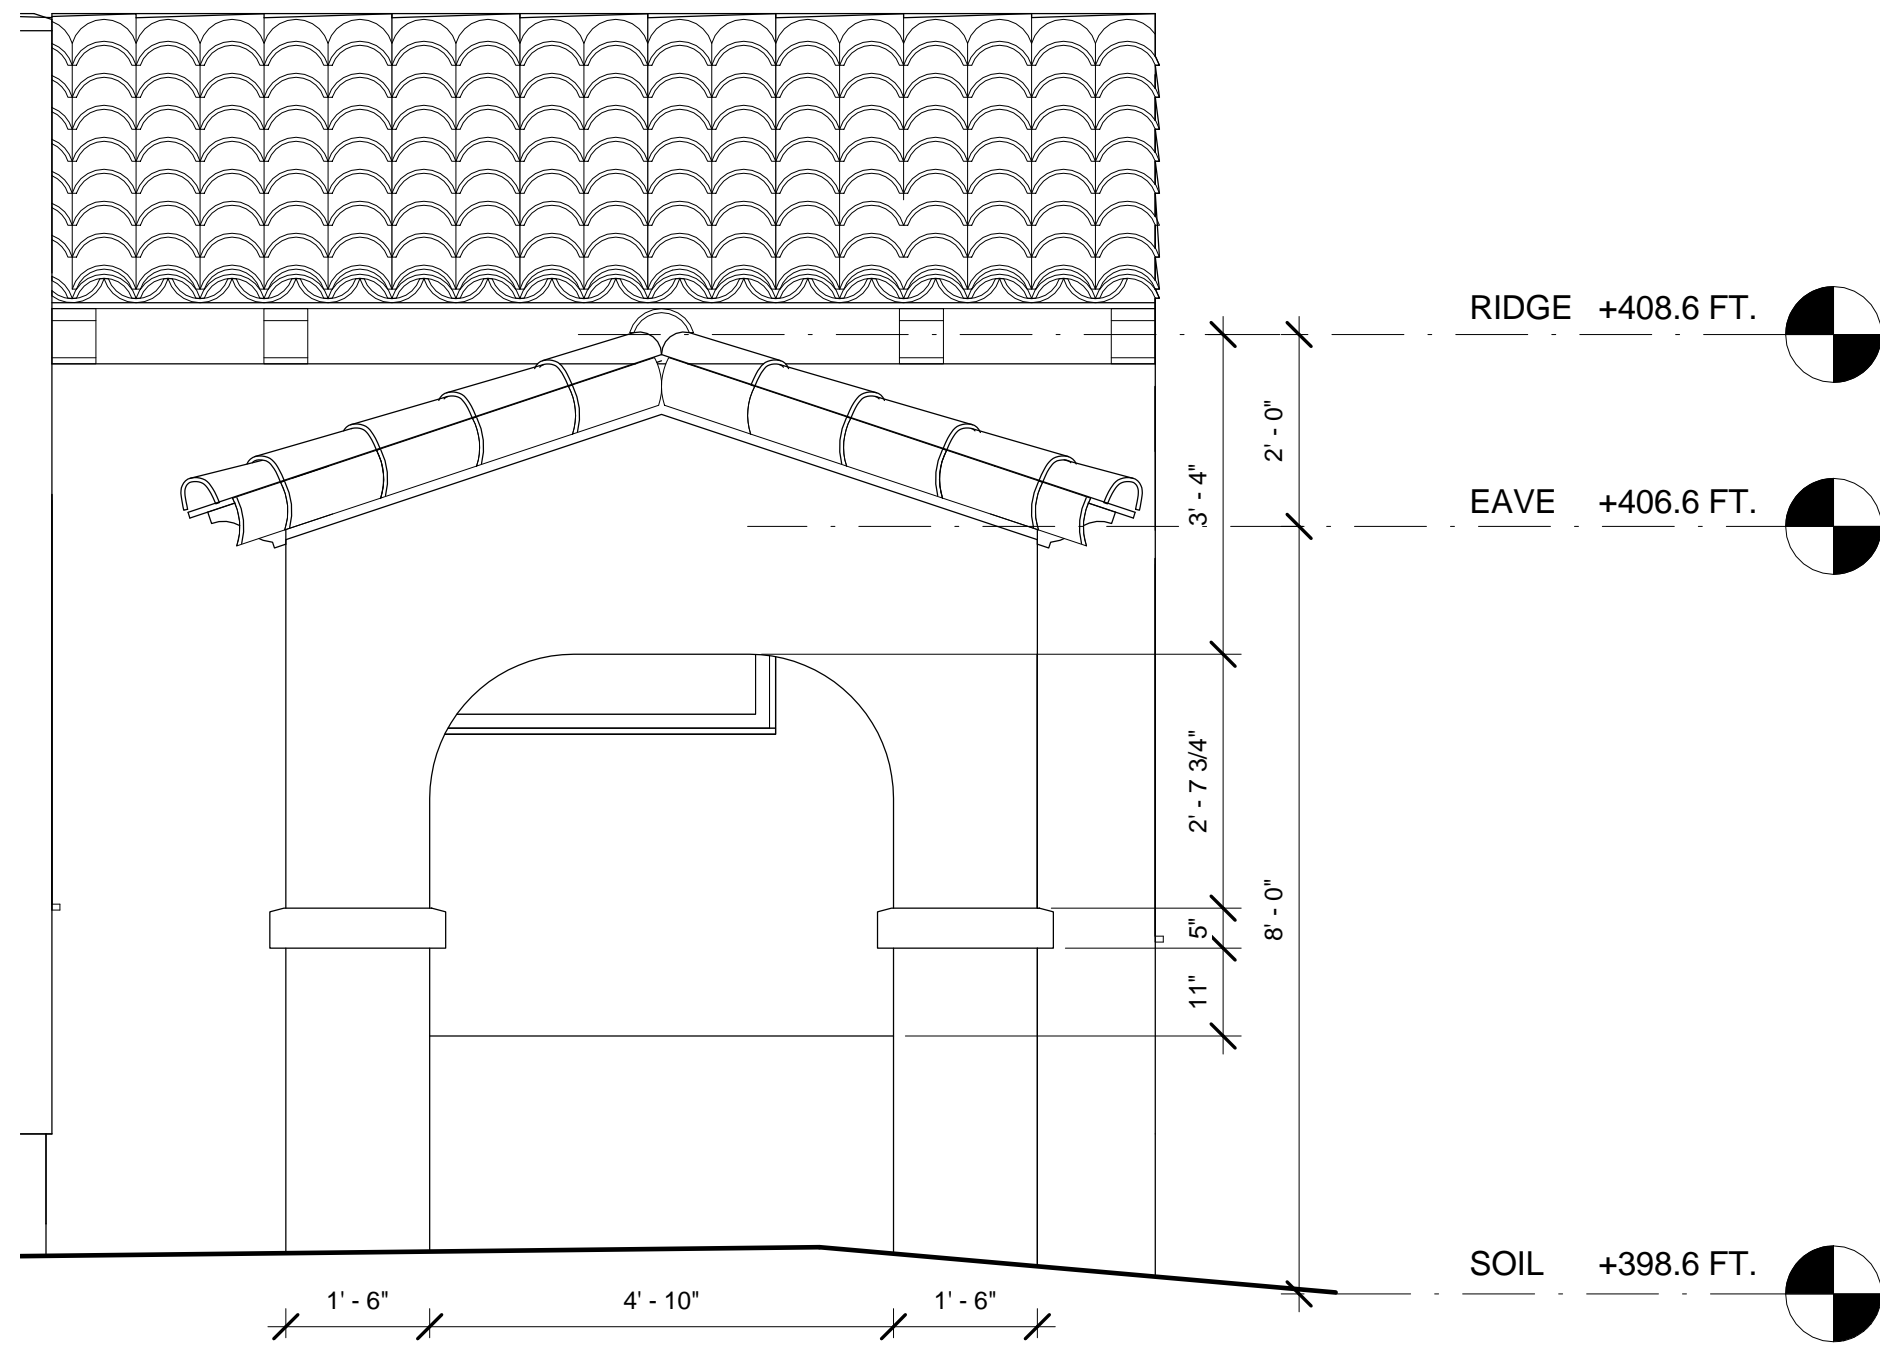 RIDGE +408.6 FT.
2' - 0"
3' - 4"
EAVE +406.6 FT.
2' - 7 3/4"
8' - 0"
5"
11"
SOIL +398.6 FT.
1' - 6"
4' - 10"
1' - 6"